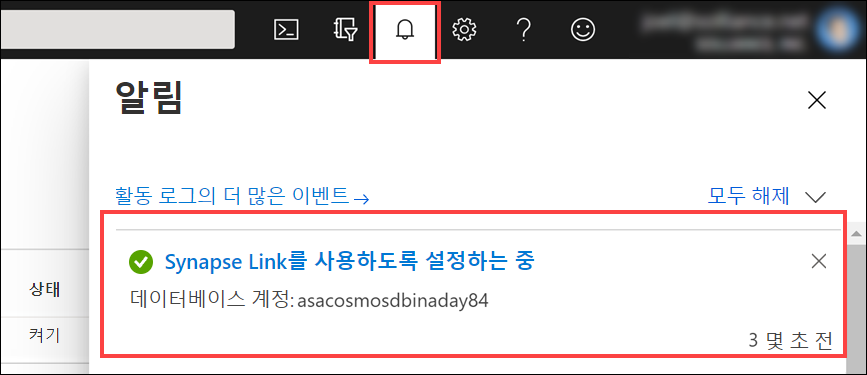 알림
활동 로그의 더 많은 이벤트→
모두 해제
Synapse Link를 사용하도록 설정하는 중
데이터베이스 계정: asacosmosdbinaday84
3 몇 초 전
상태
켜기